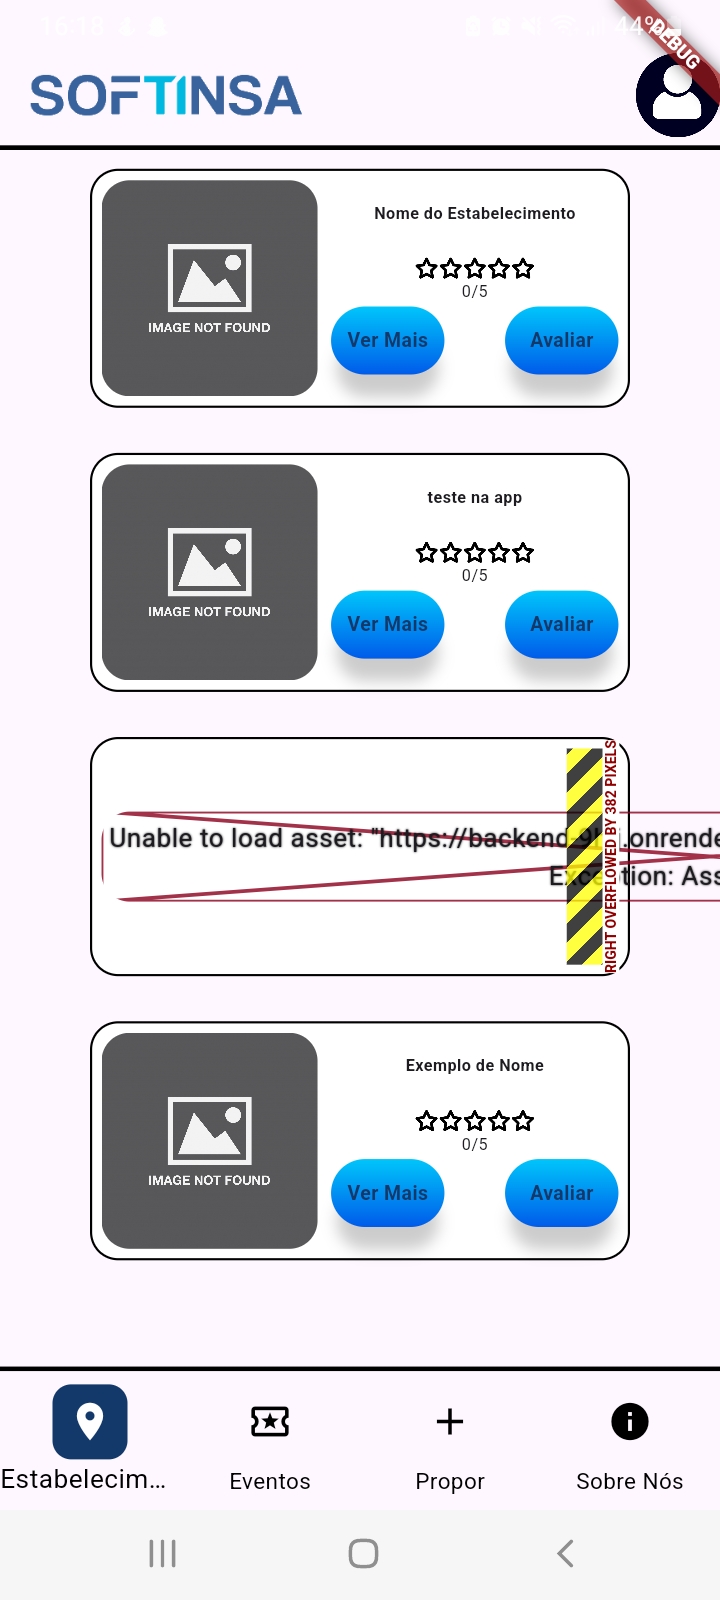 16:18
44%
DEBUG
SOFTINSA
Nome do Estabelecimento
IMAGE NOT FOUND
0/5
Ver Mais
Avaliar
teste na app
IMAGE NOT FOUND
0/5
Ver Mais
Avaliar
Unable to load asset: "https://backend-9
.onrende
Exception: Ass
RIGHT OVERFLOWED BY 382 PIXELS
Exemplo de Nome
IMAGE NOT FOUND
0/5
Ver Mais
Avaliar
Estabelecim...
Eventos
Propor
Sobre Nós